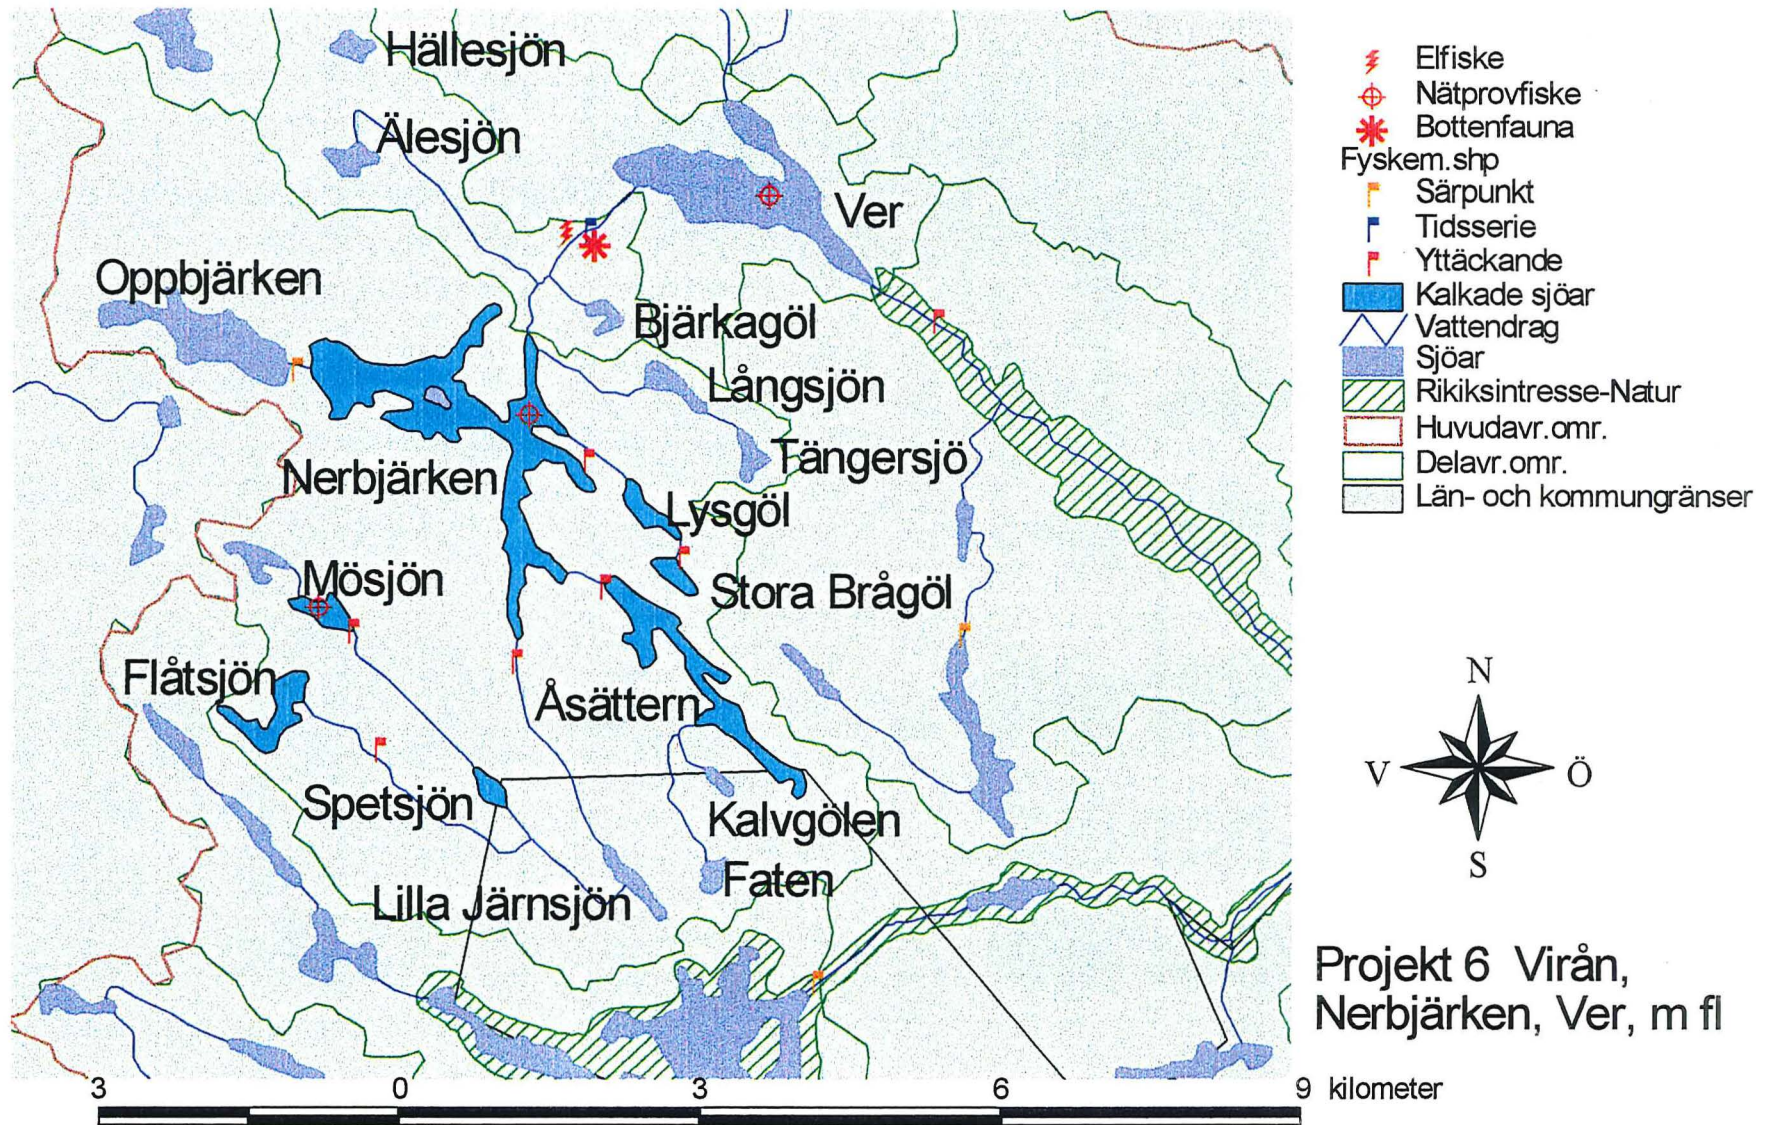 Hällesjön
Älesjön
Ver
Oppbjärken
Bjärkagöl
Långsjön
Tängersjö
Nerbjärken
Lysgöl
Mösjön
Stora Brågöl
Flåtsjön
Åsättern
Spetsjön
Kalvgölen
Faten
Lilla Järnsjön
Elfiske
Nätprovfiske
Bottenfauna
Fyskem.shp
Särpunkt
Tidsserie
Yttäckande
Kalkade sjöar
Vattendrag
Sjöar
Rikiksintresse-Natur
Huvudavr.omr.
Delavr.omr.
Län- och kommungränser
N
V Ö
S
Projekt 6 Virån,
Nerbjärken, Ver, m fl
3 0 3 6 9 kilometer